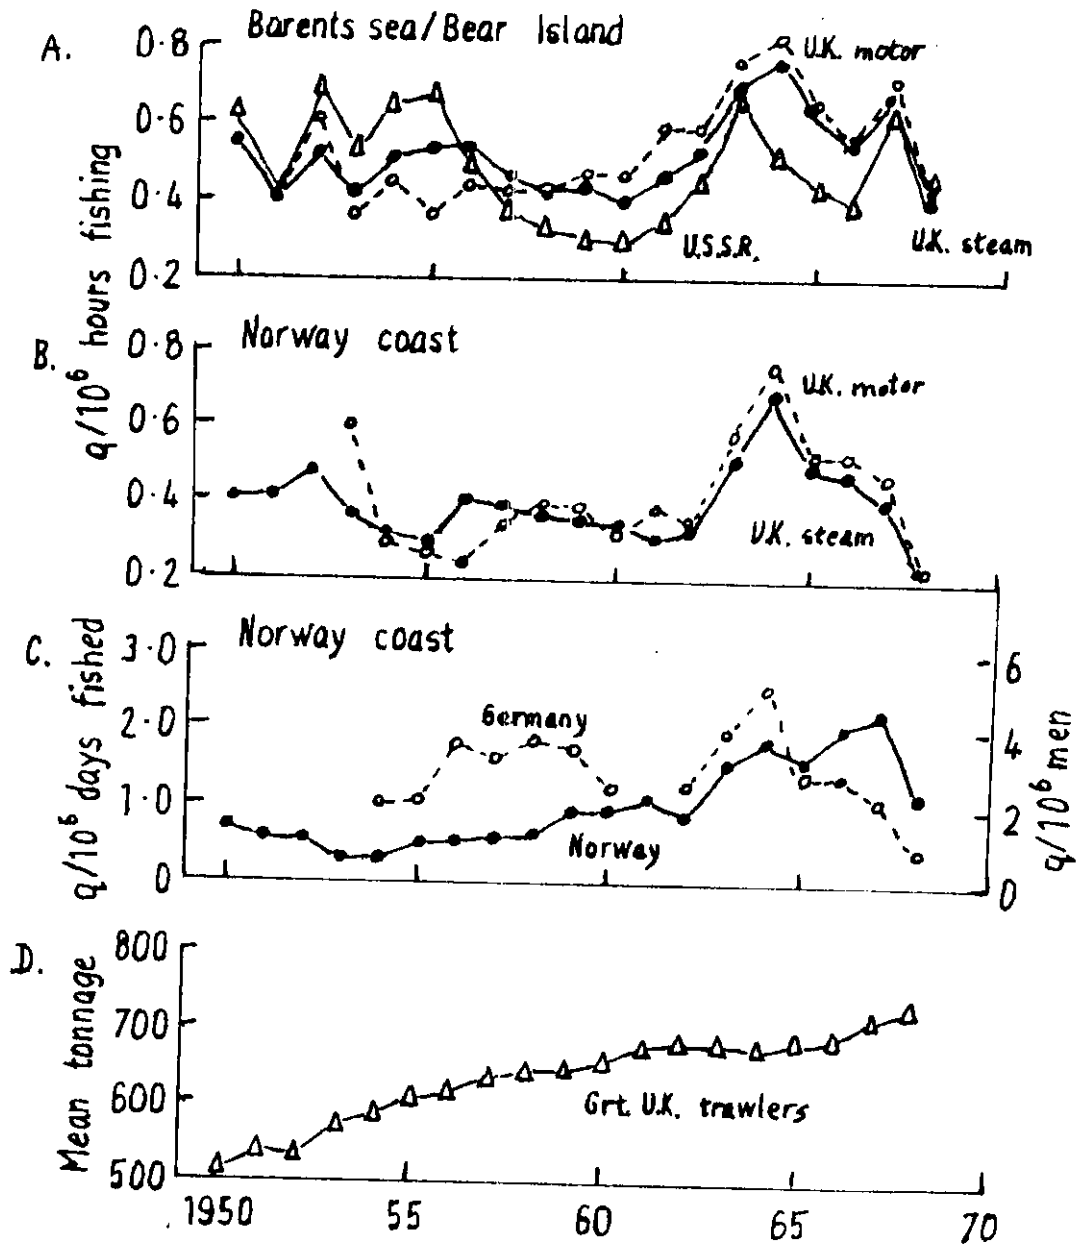 A.
Barents sea/Bear Island
q/10⁶ hours fishing
0.8
0.6
0.4
0.2
U.K. motor
U.S.S.R.
U.K. steam
B.
Norway coast
0.8
0.6
0.4
0.2
U.K. motor
U.K. steam
C.
Norway coast
q/10⁶ days fished
3.0
2.0
1.0
0
Germany
Norway
6
4
2
0
q/10⁶ men
D.
Mean tonnage
800
700
600
500
Grt. U.K. trawlers
1950
55
60
65
70